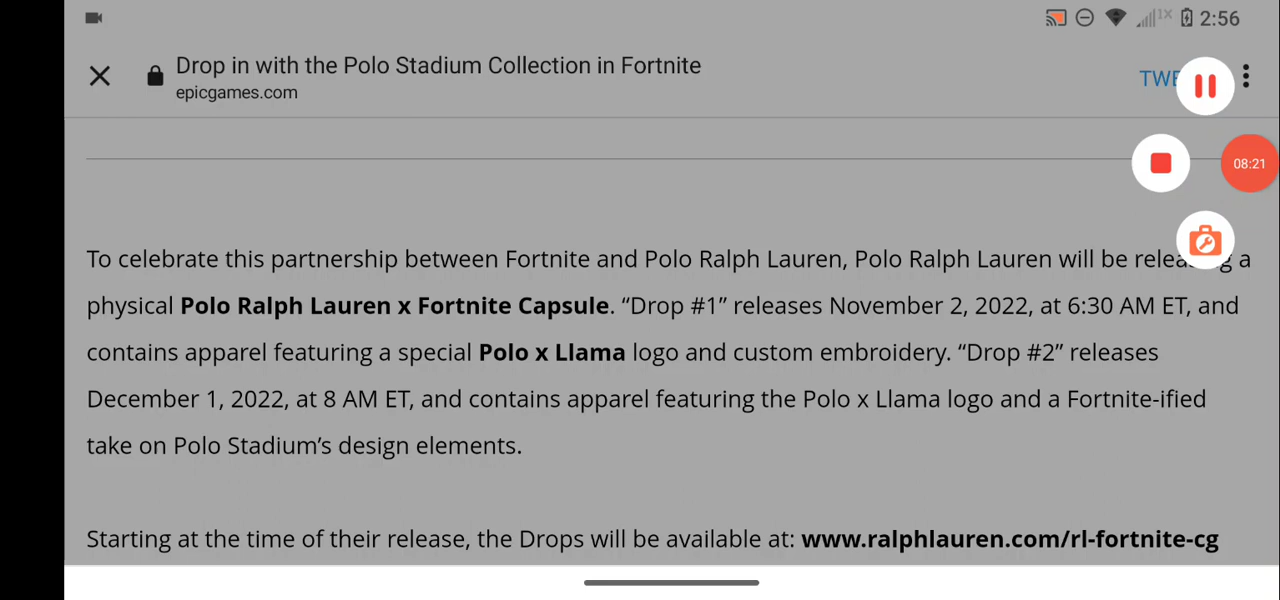 1X 2:56
Drop in with the Polo Stadium Collection in Fortnite
epicgames.com
08:21
To celebrate this partnership between Fortnite and Polo Ralph Lauren, Polo Ralph Lauren will be a
physical Polo Ralph Lauren x Fortnite Capsule. “Drop #1” releases November 2, 2022, at 6:30 AM ET, and
contains apparel featuring a special Polo x Llama logo and custom embroidery. “Drop #2” releases
December 1, 2022, at 8 AM ET, and contains apparel featuring the Polo x Llama logo and a Fortnite-ified
take on Polo Stadium’s design elements.
Starting at the time of their release, the Drops will be available at: www.ralphlauren.com/rl-fortnite-cg